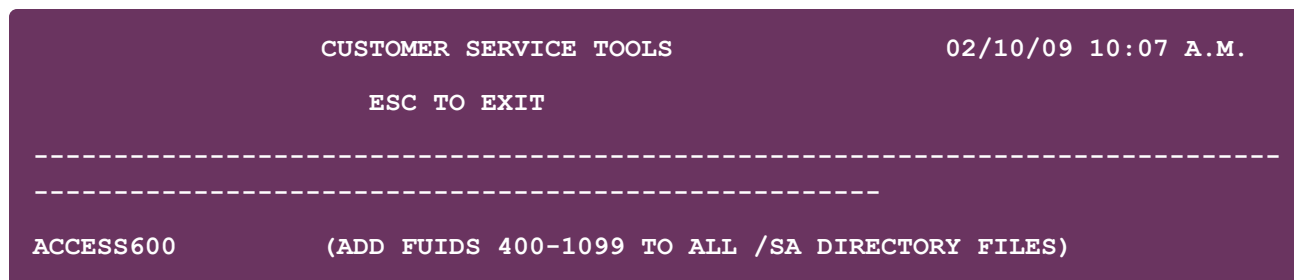 CUSTOMER SERVICE TOOLS 02/10/09 10:07 A.M.
ESC TO EXIT
------------------------------------------------------------------------------
-----------------------------------------------------
ACCESS600 (ADD FUIDS 400-1099 TO ALL /SA DIRECTORY FILES)